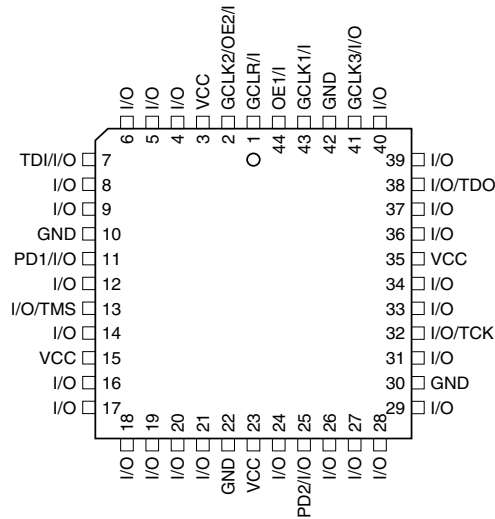 I/O
I/O
I/O
VCC
GCLK2/OE2/I
GCLR/I
OE1/I
GCLK1/I
GND
GCLK3/I/O
I/O
6
5
4
3
2
1
44
43
42
41
40
TDI/I/O 7
I/O 8
I/O 9
GND 10
PD1/I/O 11
I/O 12
I/O/TMS 13
I/O 14
VCC 15
I/O 16
I/O 17
39 I/O
38 I/O/TDO
37 I/O
36 I/O
35 VCC
34 I/O
33 I/O
32 I/O/TCK
31 I/O
30 GND
29 I/O
18
19
20
21
22
23
24
25
26
27
28
I/O
I/O
I/O
I/O
GND
VCC
I/O
PD2/I/O
I/O
I/O
I/O